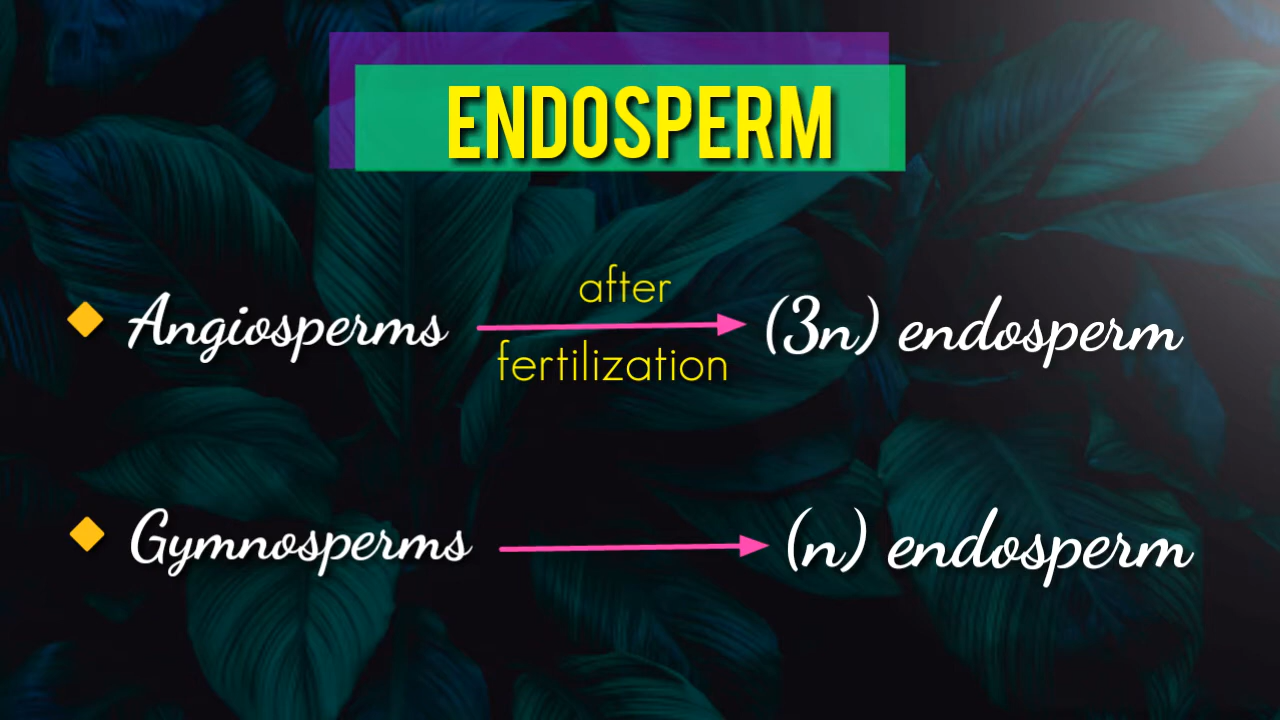 ENDOSPERM
Angiosperms after fertilization (3n) endosperm
Gymnosperms (n) endosperm